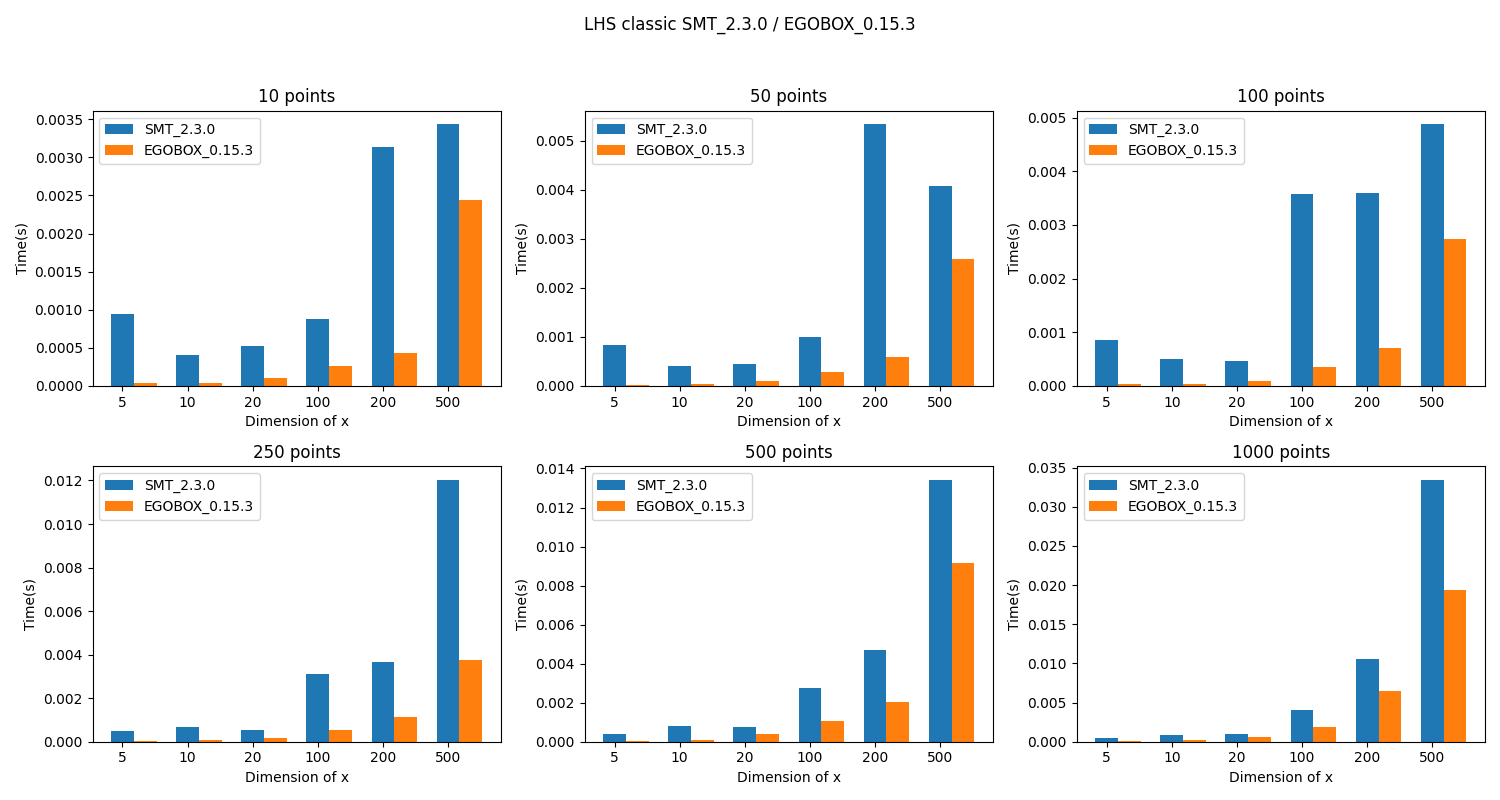 LHS classic SMT_2.3.0 / EGOBOX_0.15.3
10 points
SMT_2.3.0
EGOBOX_0.15.3
Time(s)
0.0035
0.0030
0.0025
0.0020
0.0015
0.0010
0.0005
0.0000
5 10 20 100 200 500
Dimension of x
50 points
SMT_2.3.0
EGOBOX_0.15.3
Time(s)
0.005
0.004
0.003
0.002
0.001
0.000
5 10 20 100 200 500
Dimension of x
100 points
SMT_2.3.0
EGOBOX_0.15.3
Time(s)
0.005
0.004
0.003
0.002
0.001
0.000
5 10 20 100 200 500
Dimension of x
250 points
SMT_2.3.0
EGOBOX_0.15.3
Time(s)
0.012
0.010
0.008
0.006
0.004
0.002
0.000
5 10 20 100 200 500
Dimension of x
500 points
SMT_2.3.0
EGOBOX_0.15.3
Time(s)
0.014
0.012
0.010
0.008
0.006
0.004
0.002
0.000
5 10 20 100 200 500
Dimension of x
1000 points
SMT_2.3.0
EGOBOX_0.15.3
Time(s)
0.035
0.030
0.025
0.020
0.015
0.010
0.005
0.000
5 10 20 100 200 500
Dimension of x